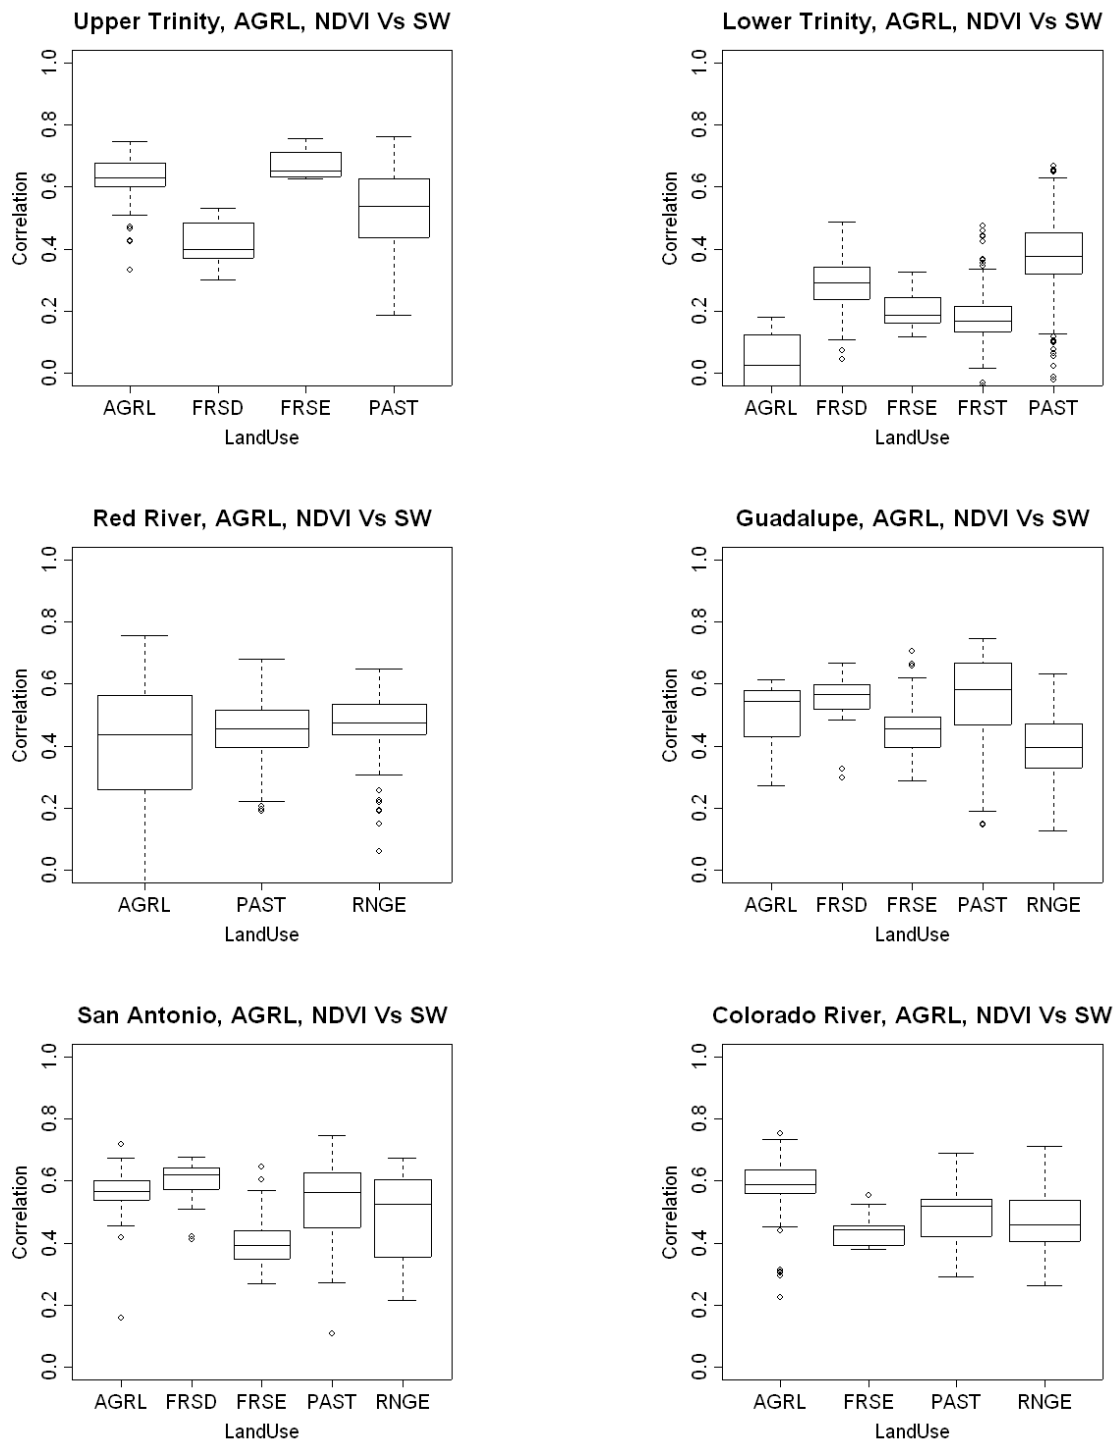 Upper Trinity, AGRL, NDVI Vs SW
1.0
0.8
0.6
0.4
0.2
0.0
Correlation
AGRL FRSD FRSE PAST
LandUse
Lower Trinity, AGRL, NDVI Vs SW
1.0
0.8
0.6
0.4
0.2
0.0
Correlation
AGRL FRSD FRSE FRST PAST
LandUse
Red River, AGRL, NDVI Vs SW
1.0
0.8
0.6
0.4
0.2
0.0
Correlation
AGRL PAST RNGE
LandUse
Guadalupe, AGRL, NDVI Vs SW
1.0
0.8
0.6
0.4
0.2
0.0
Correlation
AGRL FRSD FRSE PAST RNGE
LandUse
San Antonio, AGRL, NDVI Vs SW
1.0
0.8
0.6
0.4
0.2
0.0
Correlation
AGRL FRSD FRSE PAST RNGE
LandUse
Colorado River, AGRL, NDVI Vs SW
1.0
0.8
0.6
0.4
0.2
0.0
Correlation
AGRL FRSE PAST RNGE
LandUse